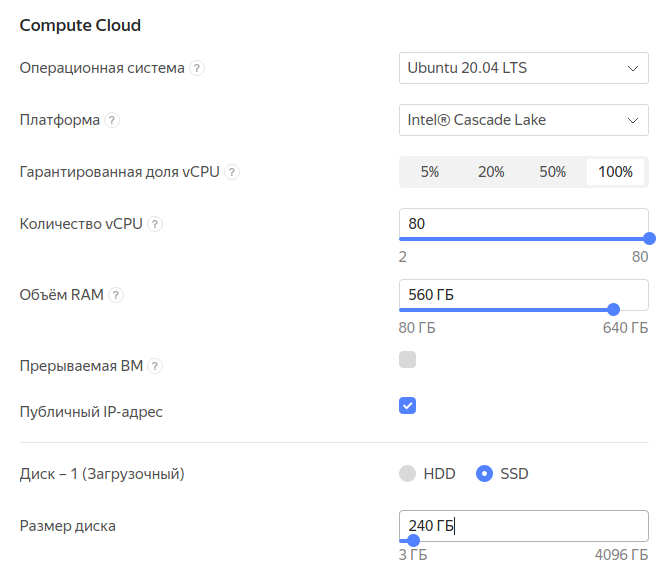 Compute Cloud
Операционная система ? Ubuntu 20.04 LTS
Платформа ? Intel® Cascade Lake
Гарантированная доля vCPU ? 5% 20% 50% 100%
Количество vCPU ? 80
2 80
Объём RAM ? 560 ГБ
80 ГБ 640 ГБ
Прерываемая ВМ ?
Публичный IP-адрес
Диск – 1 (Загрузочный) HDD SSD
Размер диска 240 ГБ
3 ГБ 4096 ГБ